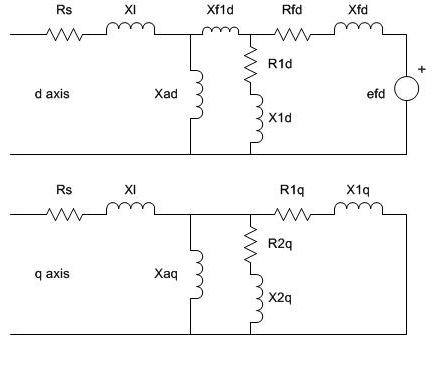 Rs Xl Xf1d Rfd Xfd
R1d
+
d axis Xad efd
X1d
Rs Xl R1q X1q
R2q
q axis Xaq
X2q